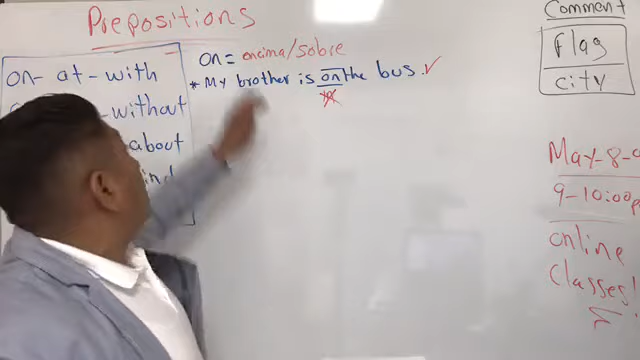 Prepositions
on - at - with
without
about
on = encima/sobre
* My brother is on the bus. ✓
Comment
Flag
city
May-8-
9-10:00
online
Classes!